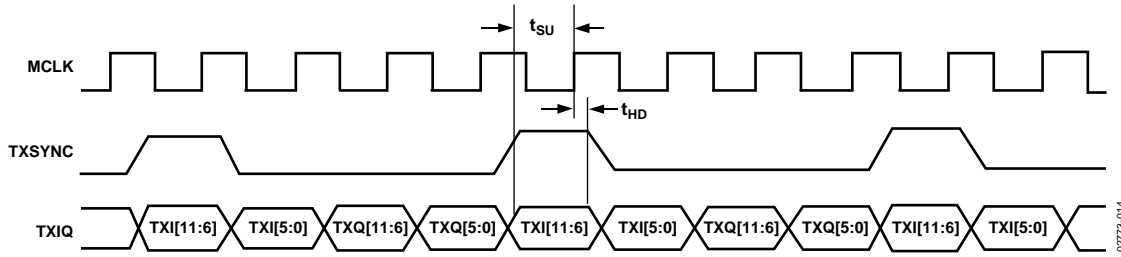 tSU
MCLK
tHD
TXSYNC
TXIQ TXI[11:6] TXI[5:0] TXQ[11:6] TXQ[5:0] TXI[11:6] TXI[5:0] TXQ[11:6] TXQ[5:0] TXI[11:6] TXI[5:0]
02773-014